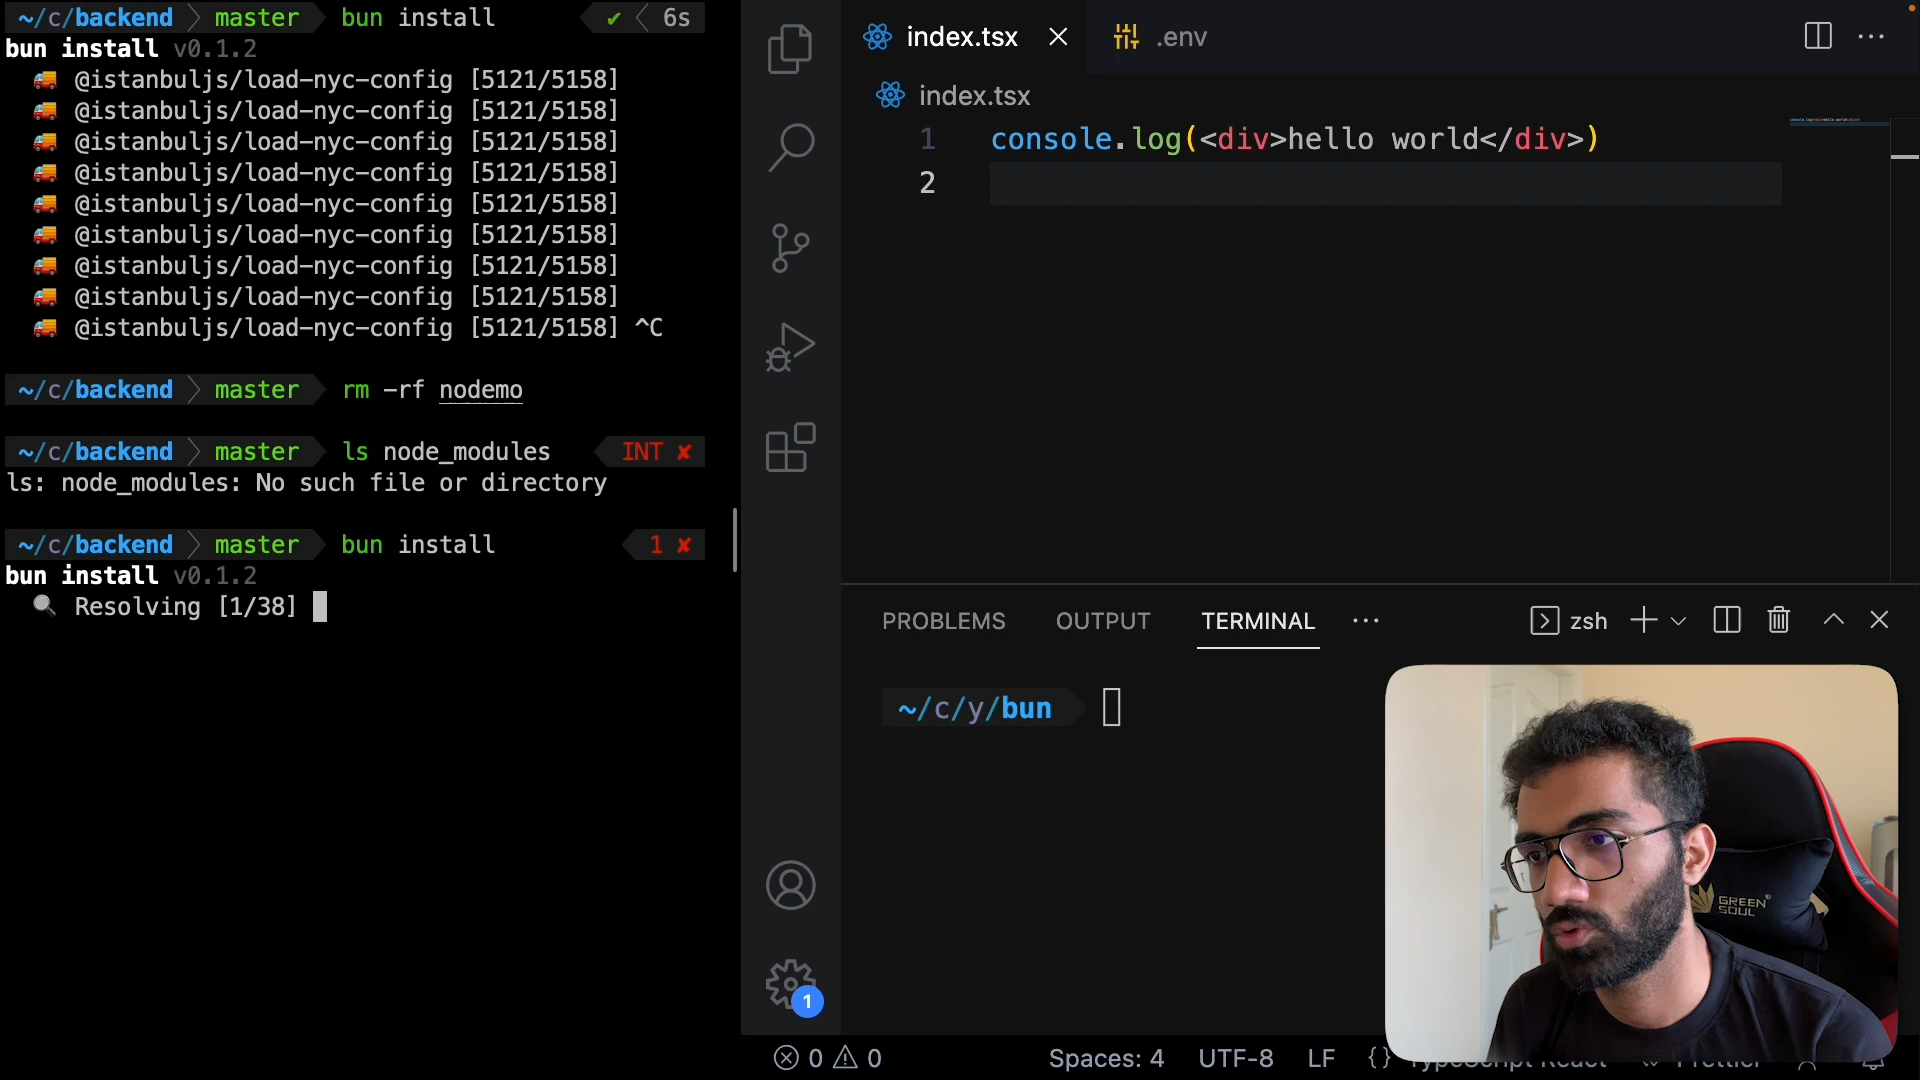 ~/c/backend master bun install ✔ 6s
bun install v0.1.2
🚚 @istanbuljs/load-nyc-config [5121/5158]
🚚 @istanbuljs/load-nyc-config [5121/5158]
🚚 @istanbuljs/load-nyc-config [5121/5158]
🚚 @istanbuljs/load-nyc-config [5121/5158]
🚚 @istanbuljs/load-nyc-config [5121/5158]
🚚 @istanbuljs/load-nyc-config [5121/5158]
🚚 @istanbuljs/load-nyc-config [5121/5158]
🚚 @istanbuljs/load-nyc-config [5121/5158]
🚚 @istanbuljs/load-nyc-config [5121/5158] ^C
~/c/backend master rm -rf nodemo
~/c/backend master ls node_modules INT ✘
ls: node_modules: No such file or directory
~/c/backend master bun install 1 ✘
bun install v0.1.2
🔍 Resolving [1/38]
index.tsx .env
index.tsx
1 console.log(<div>hello world</div>)
2
PROBLEMS OUTPUT TERMINAL ... zsh
~/c/y/bun
GREEN SOUL
1
0 0 Spaces: 4 UTF-8 LF {} TypeScript React Prettier